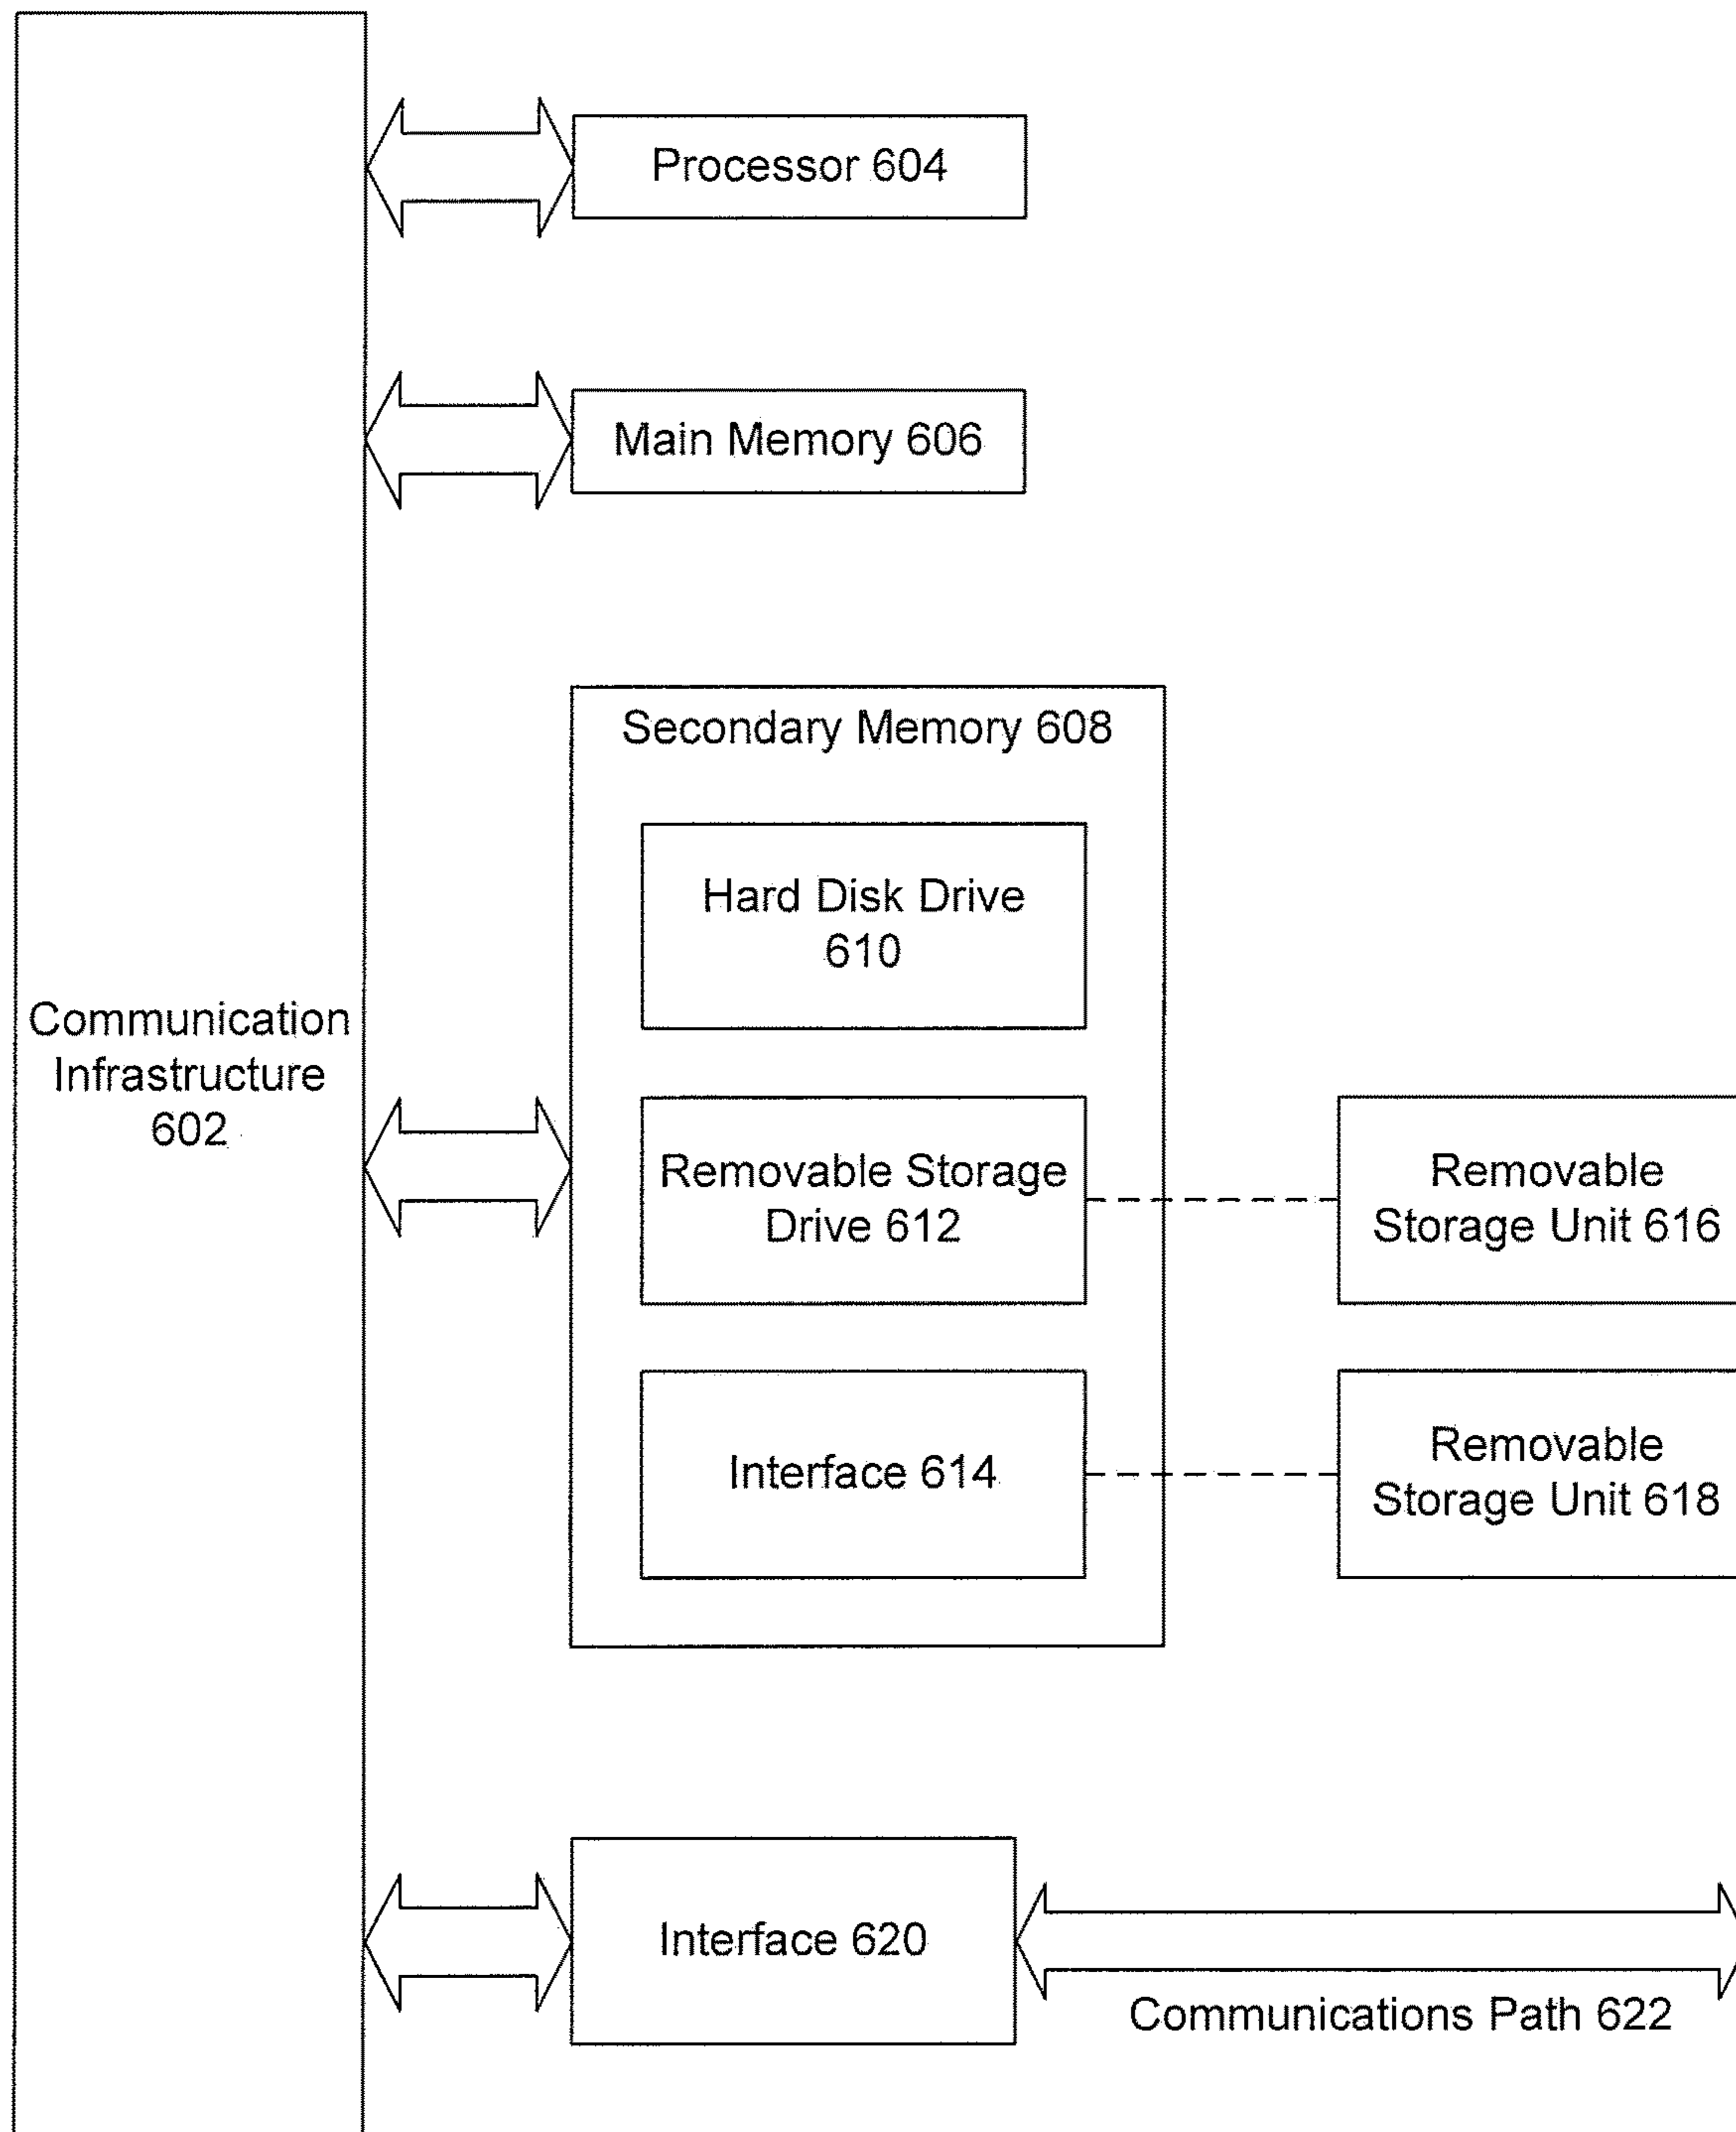 Processor 604
Main Memory 606
Secondary Memory 608
Hard Disk Drive
610
Communication
Infrastructure
602
Removable Storage
Drive 612
Removable
Storage Unit 616
Interface 614
Removable
Storage Unit 618
Interface 620
Communications Path 622